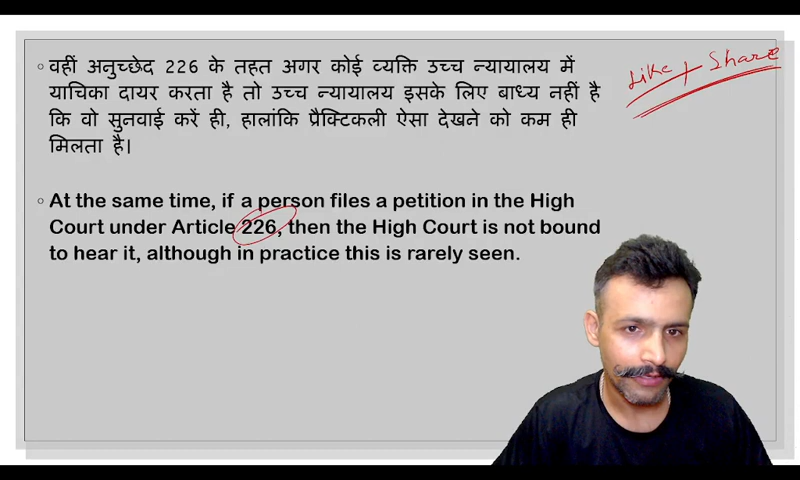 वहीं अनुच्छेद 226 के तहत अगर कोई व्यक्ति उच्च न्यायालय में
याचिका दायर करता है तो उच्च न्यायालय इसके लिए बाध्य नहीं है
कि वो सुनवाई करें ही, हालांकि प्रैक्टिकली ऐसा देखने को कम ही
मिलता है।
Like + Share
At the same time, if a person files a petition in the High
Court under Article 226, then the High Court is not bound
to hear it, although in practice this is rarely seen.